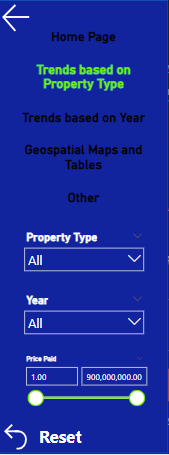 Home Page
Trends based on
Property Type
Trends based on Year
Geospatial Maps and
Tables
Other
Property Type
All
Year
All
Price Paid
1.00
900,000,000.00
Reset